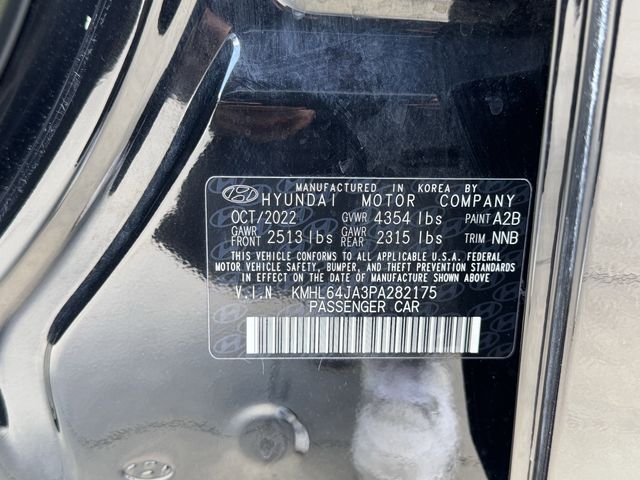 MANUFACTURED IN KOREA BY
HYUNDAI MOTOR COMPANY
OCT/2022 GVWR 4354 lbs PAINT A2B
GAWR FRONT 2513 lbs GAWR REAR 2315 lbs TRIM NNB
THIS VEHICLE CONFORMS TO ALL APPLICABLE U.S.A. FEDERAL
MOTOR VEHICLE SAFETY, BUMPER, AND THEFT PREVENTION STANDARDS
IN EFFECT ON THE DATE OF MANUFACTURE SHOWN ABOVE
V.I.N KMHL64JA3PA282175
PASSENGER CAR